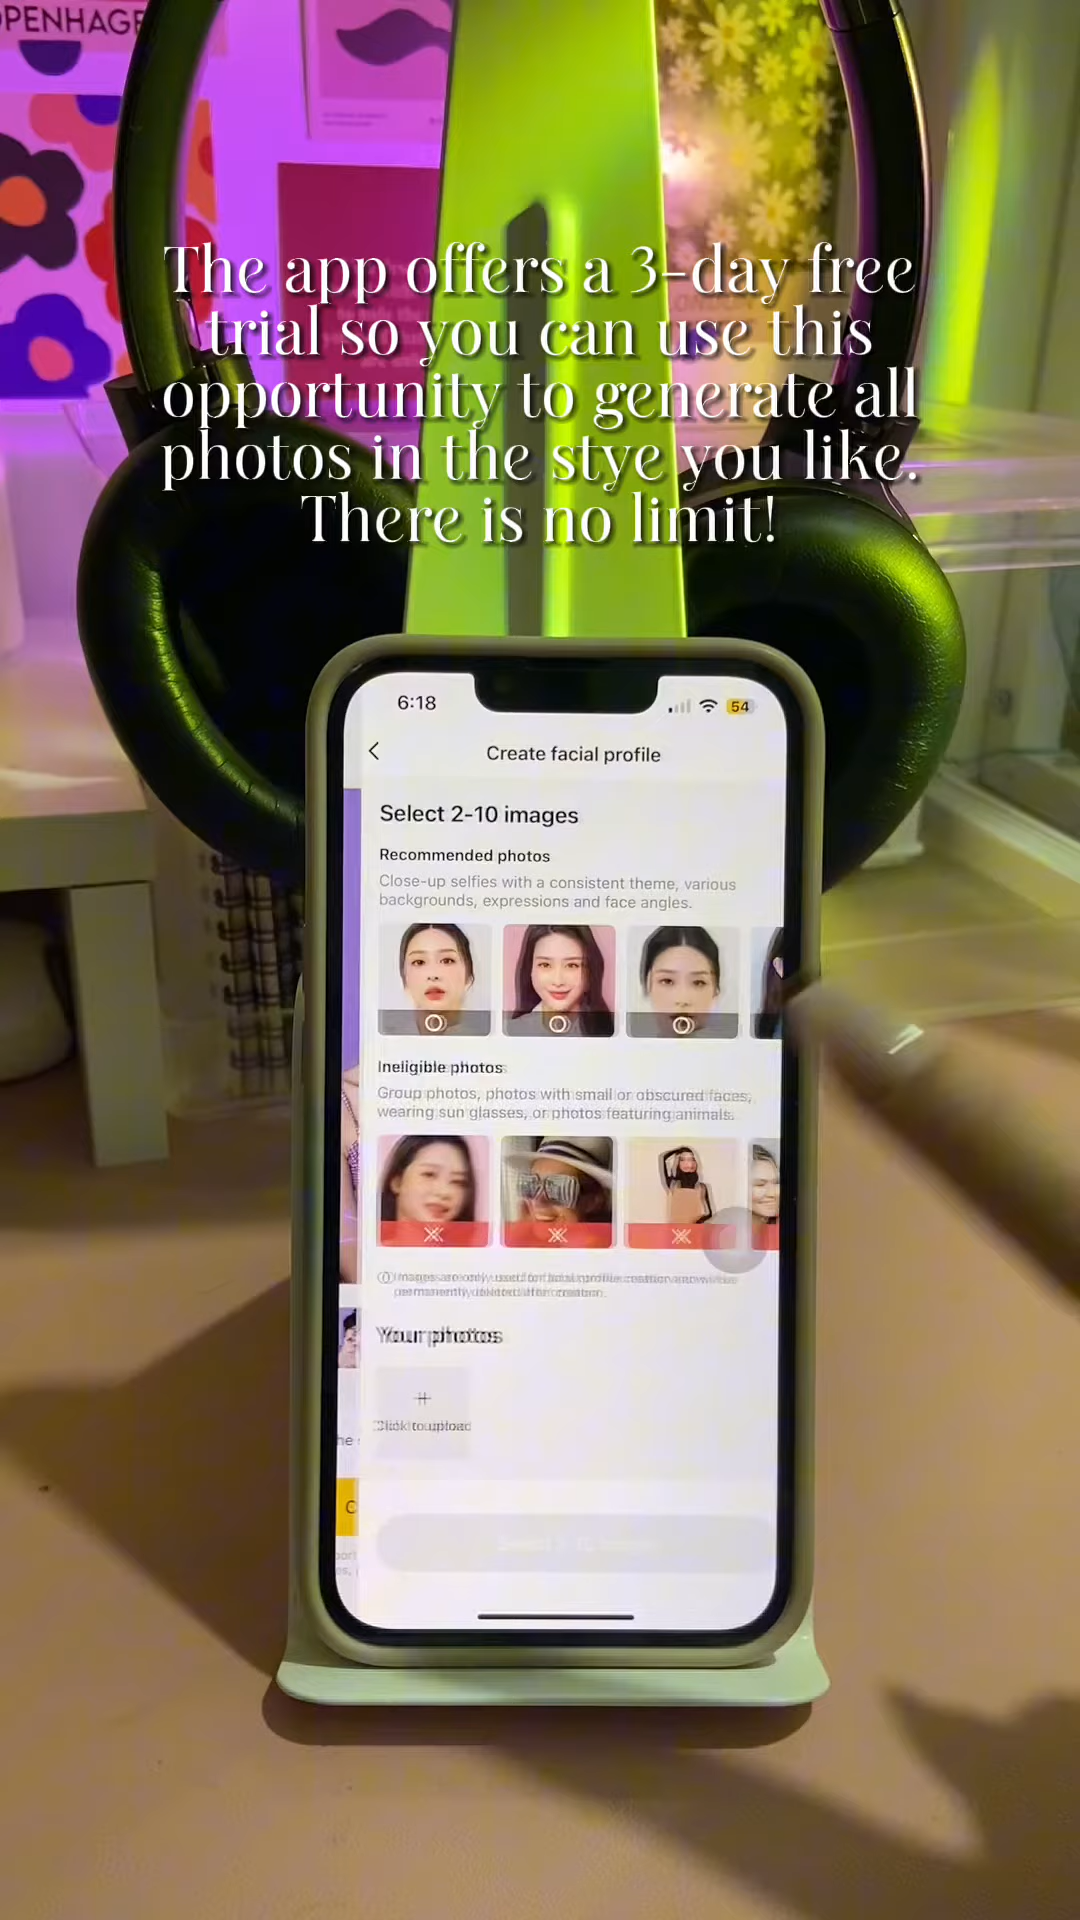 The app offers a 3-day free
trial so you can use this
opportunity to generate all
photos in the stye you like.
There is no limit!
6:18
54
Create facial profile
Select 2-10 images
Recommended photos
Close-up selfies with a consistent theme, various
backgrounds, expressions and face angles.
Ineligible photos
Group photos, photos with small or obscured faces,
wearing sun glasses, or photos featuring animals.
Your photos
Click to upload